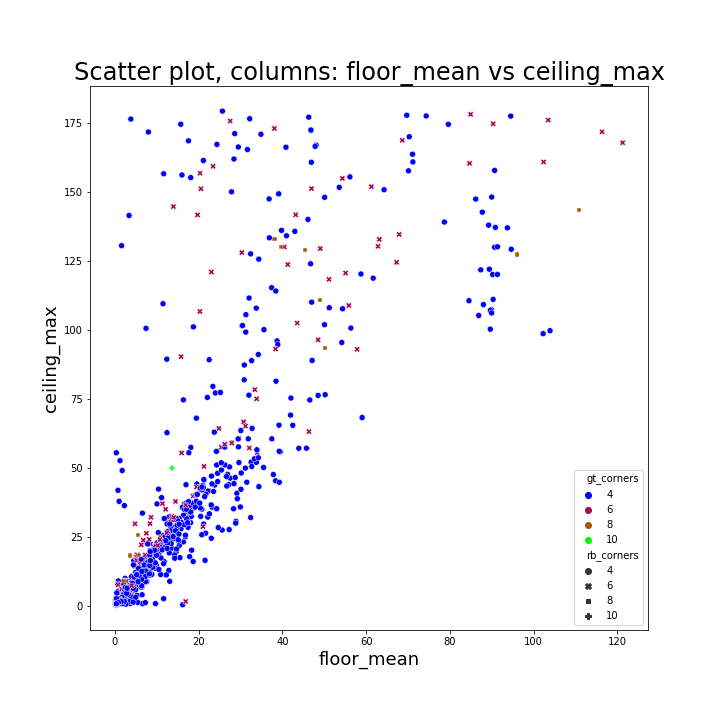 Scatter plot, columns: floor_mean vs ceiling_max
ceiling_max
175
150
125
100
75
50
25
0
0 20 40 60 80 100 120
floor_mean
gt_corners
4
6
8
10
rb_corners
4
6
8
10